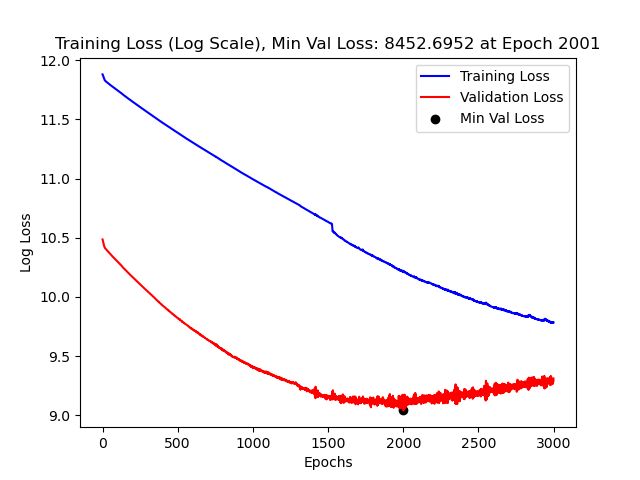 Training Loss (Log Scale), Min Val Loss: 8452.6952 at Epoch 2001
12.0
11.5
11.0
10.5
10.0
9.5
9.0
Log Loss
Training Loss
Validation Loss
Min Val Loss
0 500 1000 1500 2000 2500 3000
Epochs